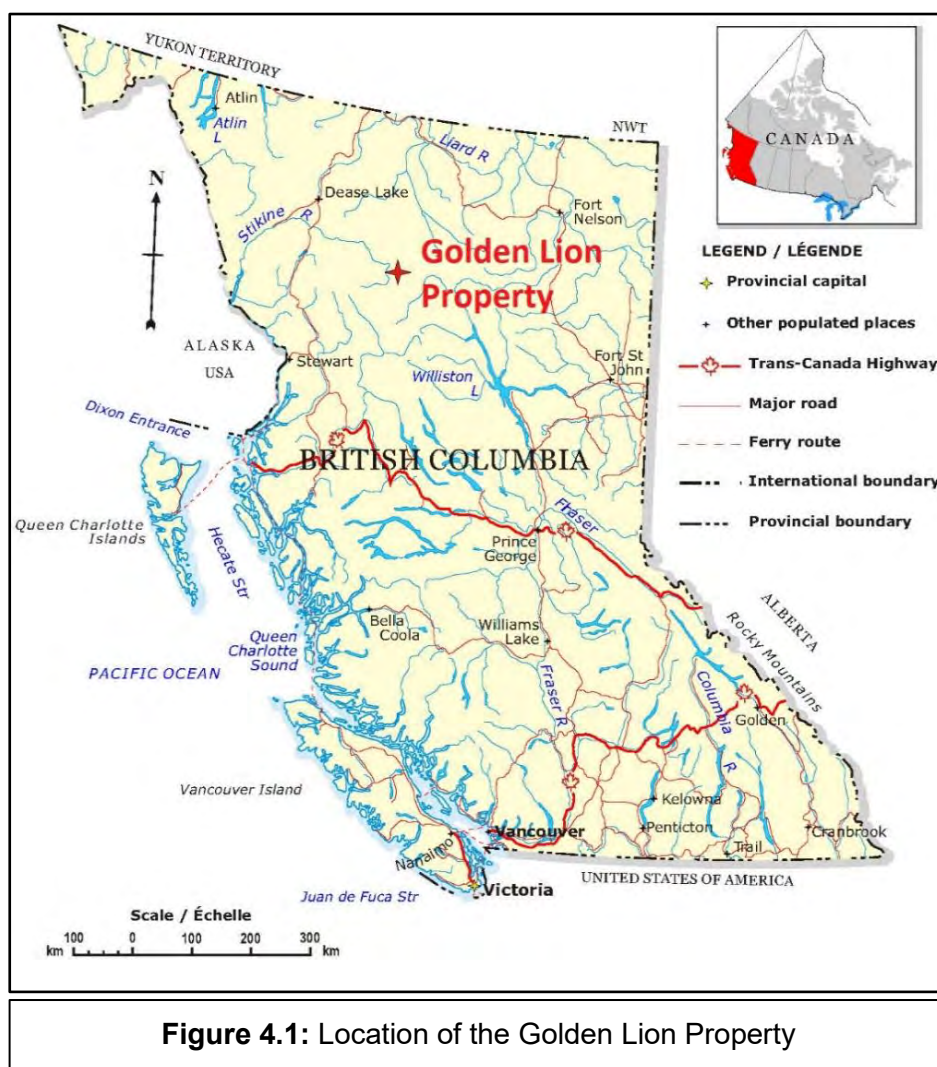 YUKON TERRITORY
Atlin
Atlin
L
NWT
Liard R
CANADA
N
Dease Lake
Stikine
R
Fort
Nelson
Golden Lion
Property
LEGEND / LÉGENDE
Provincial capital
Other populated places
Trans-Canada Highway
Major road
Ferry route
International boundary
Provincial boundary
ALASKA
USA
Stewart
Fort St
John
Williston
L
Dixon Entrance
BRITISH COLUMBIA
Queen Charlotte
Islands
Hecate Str
Fraser
Prince
George
Bella
Coola
Williams
Lake
Queen
Charlotte
Sound
PACIFIC OCEAN
ALBERTA
Rocky Mountains
Fraser R
Columbia
R
Golden
Vancouver Island
Kelowna
Penticton
Cranbrook
Trail
Vancouver
Nanaimo
Victoria
Juan de Fuca Str
UNITED STATES OF AMERICA
Scale / Échelle
100 0 100 200 300
km km
Figure 4.1: Location of the Golden Lion Property